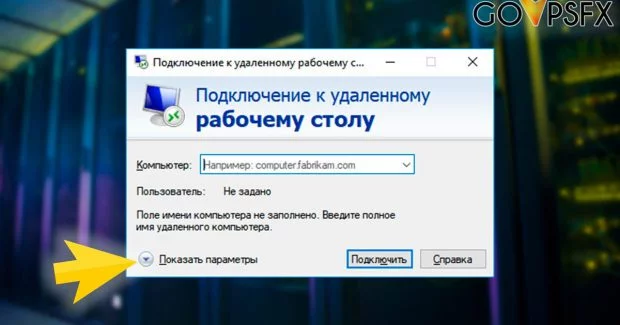 GOVPSFX
Подключение к удаленному рабочему с...
Подключение к удаленному
рабочему столу
Компьютер:
Например: computer.fabrikam.com
Пользователь: Не задано
Поле имени компьютера не заполнено. Введите полное
имя удаленного компьютера.
Показать параметры
Подключить
Справка